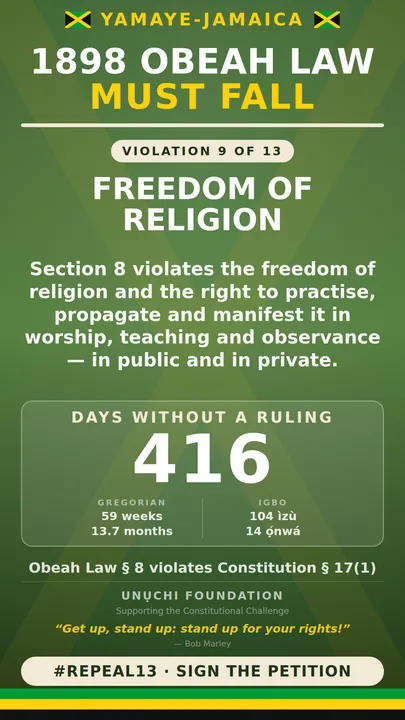 YAMAYE-JAMAICA
1898 OBEAH LAW
MUST FALL
VIOLATION 9 OF 13
FREEDOM OF
RELIGION
Section 8 violates the freedom of
religion and the right to practise,
propagate and manifest it in
worship, teaching and observance
— in public and in private.
DAYS WITHOUT A RULING
416
GREGORIAN
59 weeks
13.7 months
IGBO
104 ìzù
14 ọ́nwá
Obeah Law § 8 violates Constitution § 17(1)
UNỤCHI FOUNDATION
Supporting the Constitutional Challenge
“Get up, stand up: stand up for your rights!”
— Bob Marley
#REPEAL13 · SIGN THE PETITION